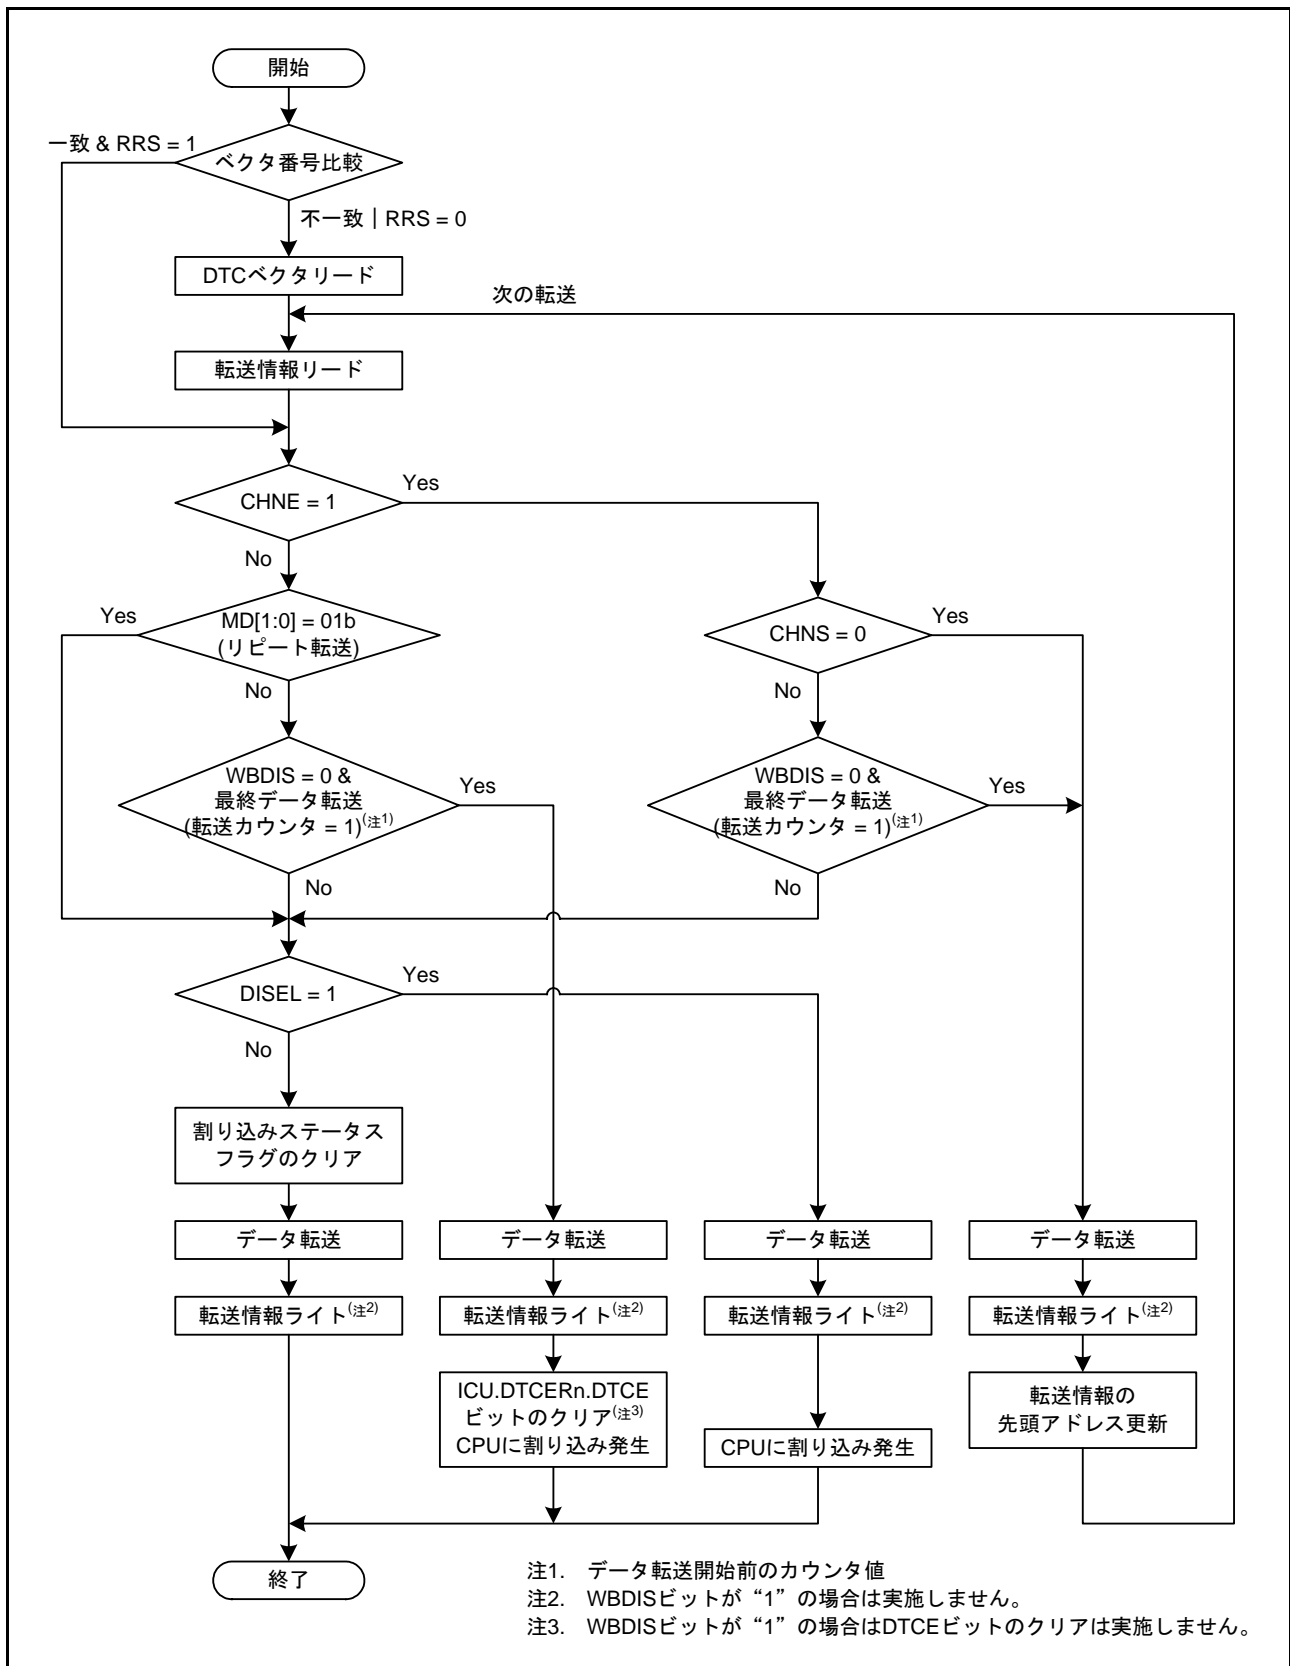 開始
一致 & RRS = 1
ベクタ番号比較
不一致 | RRS = 0
DTCベクタリード
次の転送
転送情報リード
CHNE = 1
Yes
No
Yes
MD[1:0] = 01b
(リピート転送)
No
CHNS = 0
Yes
No
WBDIS = 0 &
最終データ転送
(転送カウンタ = 1)(注1)
Yes
No
WBDIS = 0 &
最終データ転送
(転送カウンタ = 1)(注1)
Yes
No
DISEL = 1
Yes
No
割り込みステータス
フラグのクリア
データ転送
データ転送
データ転送
データ転送
転送情報ライト(注2)
転送情報ライト(注2)
転送情報ライト(注2)
転送情報ライト(注2)
ICU.DTCERn.DTCE
ビットのクリア(注3)
CPUに割り込み発生
CPUに割り込み発生
転送情報の
先頭アドレス更新
終了
注1. データ転送開始前のカウンタ値
注2. WBDISビットが“1”の場合は実施しません。
注3. WBDISビットが“1”の場合はDTCEビットのクリアは実施しません。